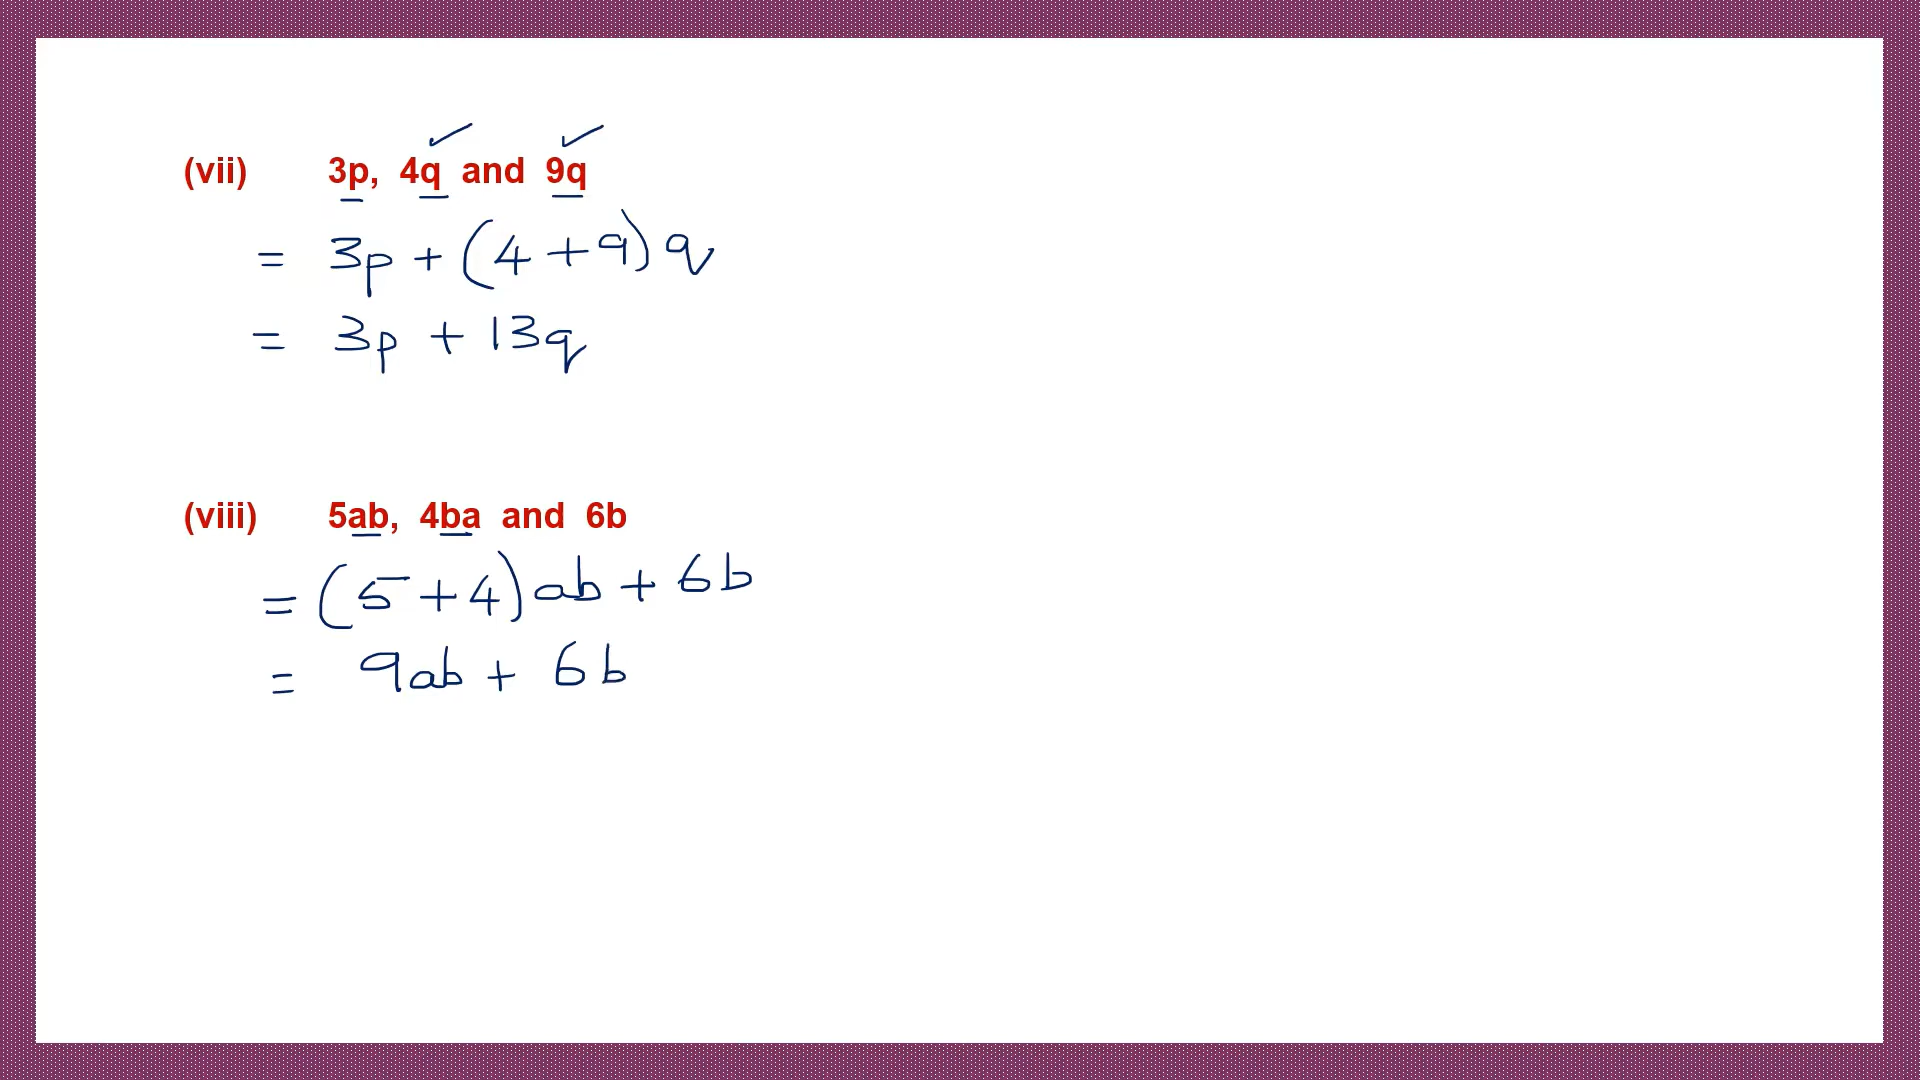 (vii) 3p, 4q and 9q
= 3p + (4 + 9) q
= 3p + 13q
(viii) 5ab, 4ba and 6b
= (5 + 4) ab + 6b
= 9ab + 6b